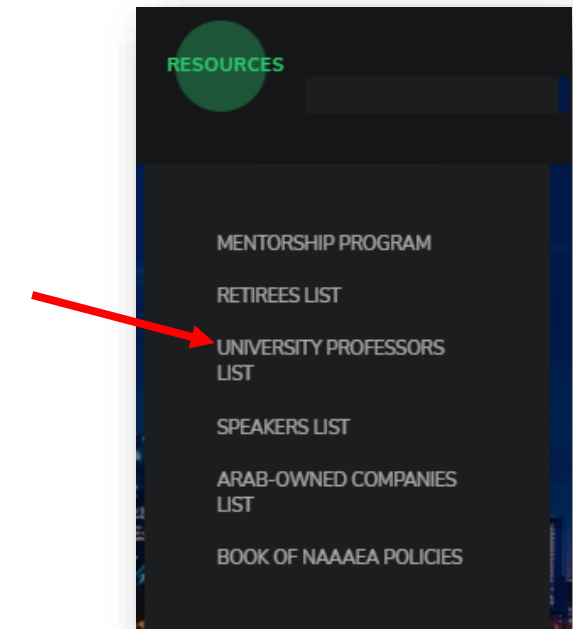 RESOURCES
MENTORSHIP PROGRAM
RETIREES LIST
UNIVERSITY PROFESSORS
LIST
SPEAKERS LIST
ARAB-OWNED COMPANIES
LIST
BOOK OF NAAAEA POLICIES